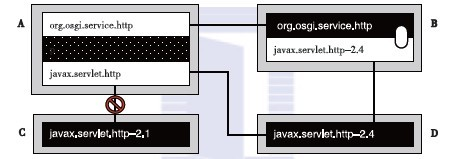 A
org.osgi.service.http
javax.servlet.http
B
org.osgi.service.http
javax.servlet.http-2.4
C
javax.servlet.http-2.1
D
javax.servlet.http-2.4